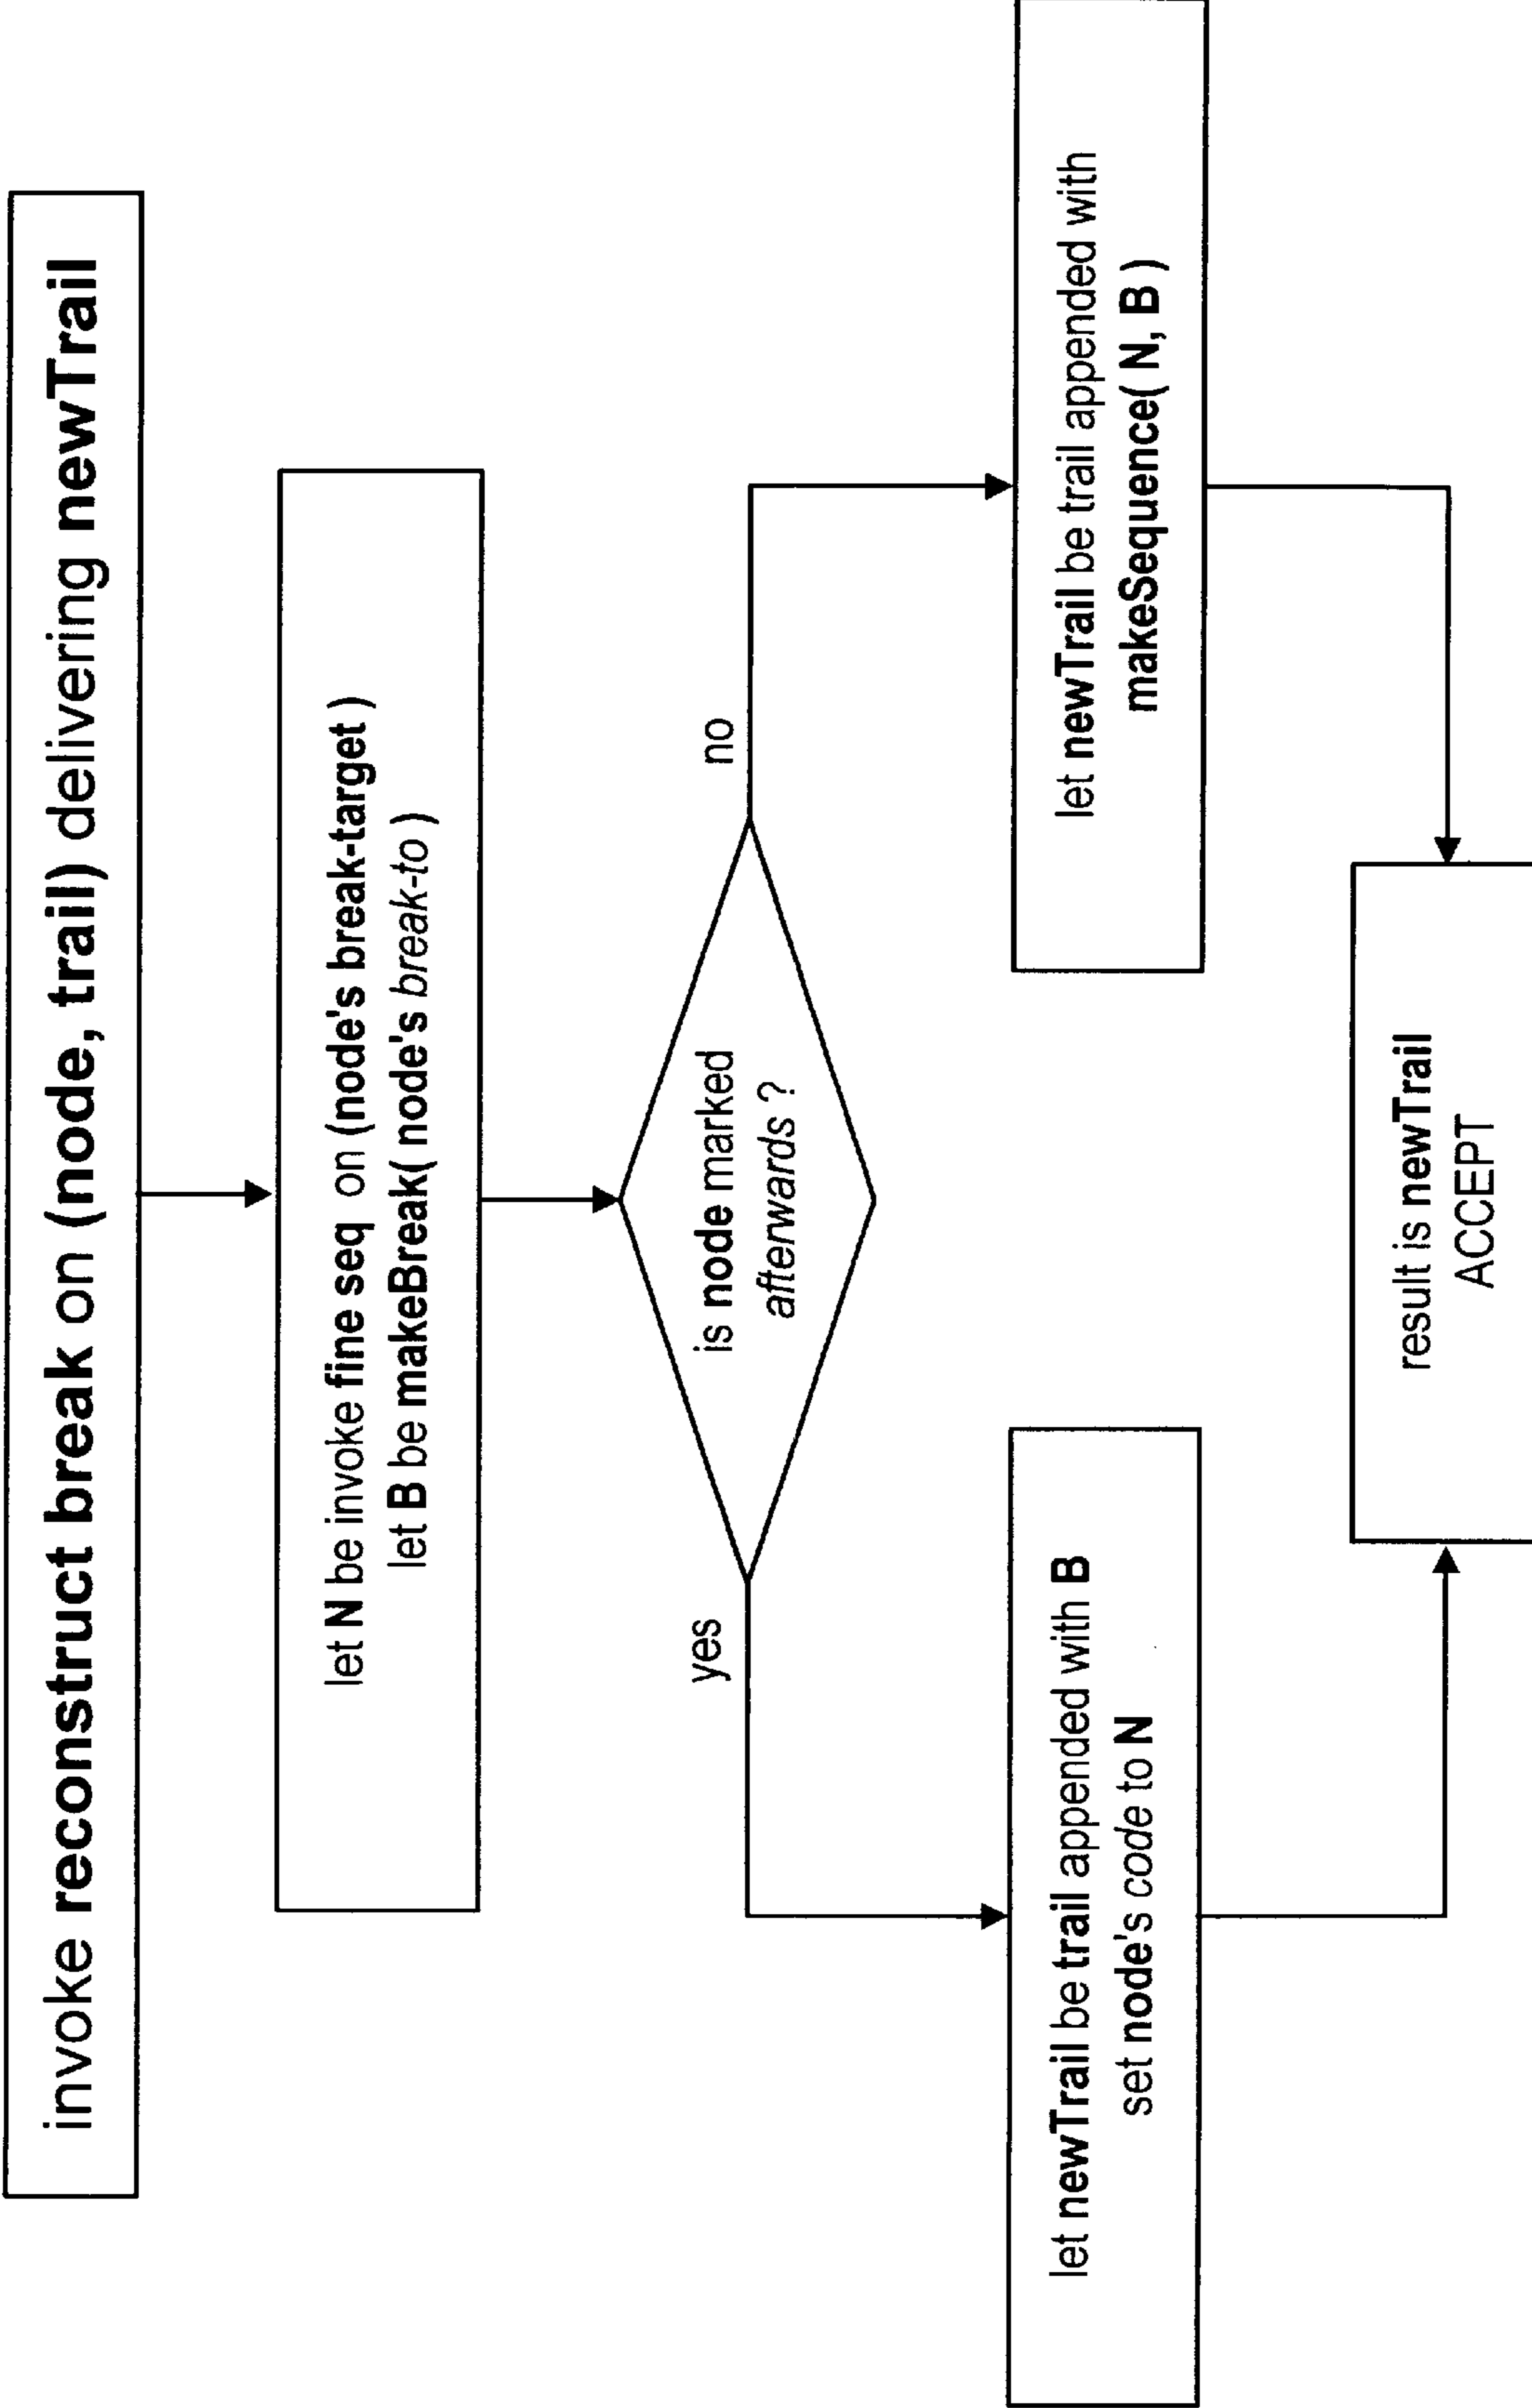 invoke reconstruct break on (node, trail) delivering newTrail
let N be invoke fine seq on (node's break-target )
let B be makeBreak( node's break-to )
is node marked
afterwards ?
yes
no
let newTrail be trail appended with B
set node's code to N
let newTrail be trail appended with
makeSequence( N, B )
result is newTrail
ACCEPT